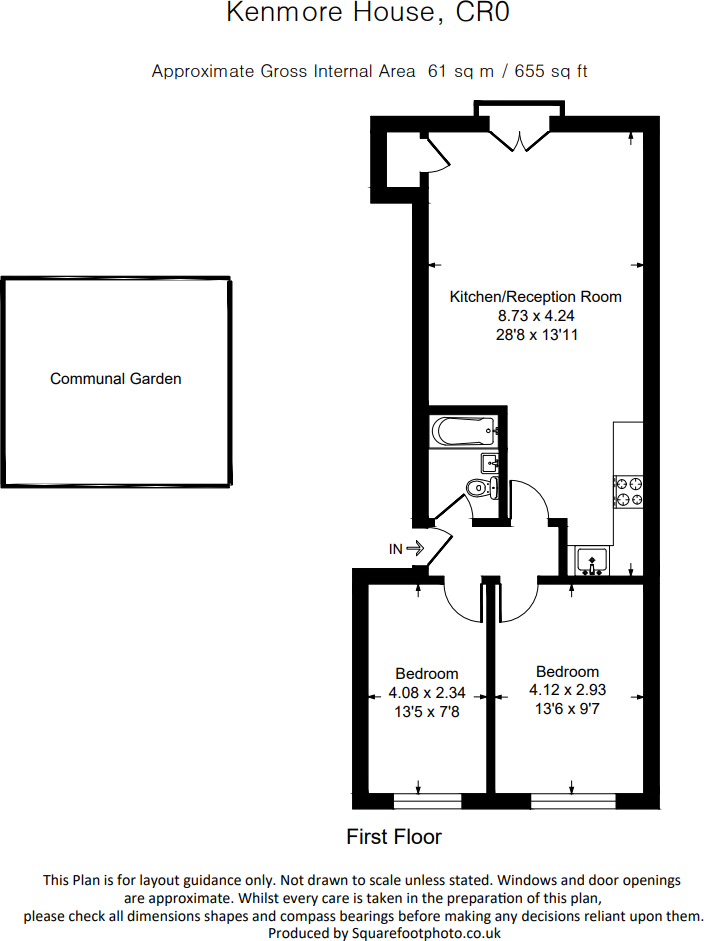 Kenmore House, CR0
Approximate Gross Internal Area 61 sq m / 655 sq ft
Kitchen/Reception Room
8.73 x 4.24
28'8 x 13'11
Communal Garden
IN
Bedroom
4.08 x 2.34
13'5 x 7'8
Bedroom
4.12 x 2.93
13'6 x 9'7
First Floor
This Plan is for layout guidance only. Not drawn to scale unless stated. Windows and door openings
are approximate. Whilst every care is taken in the preparation of this plan,
please check all dimensions shapes and compass bearings before making any decisions reliant upon them.
Produced by Squarefootphoto.co.uk